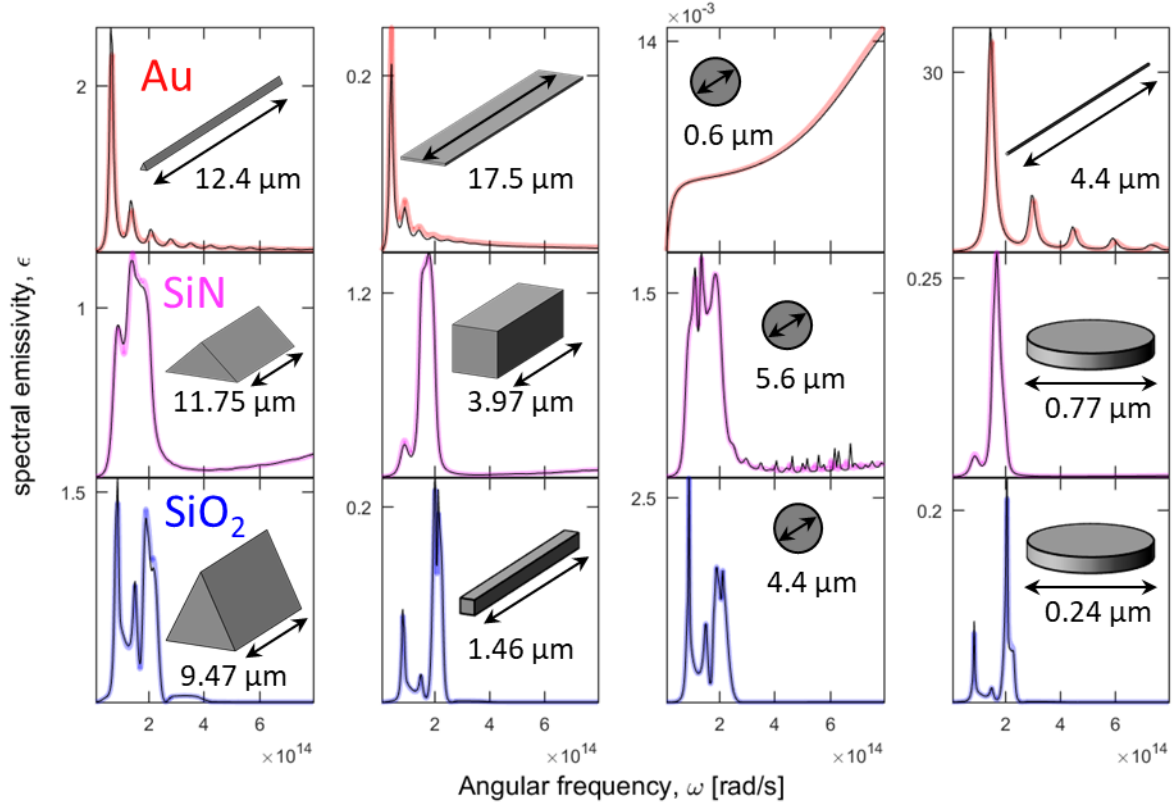 ×10⁻³
2
Au
12.4 µm
0.2
17.5 µm
14
0.6 µm
30
4.4 µm
spectral emissivity, ϵ
1
SiN
11.75 µm
1.2
3.97 µm
1.5
5.6 µm
0.25
0.77 µm
1.5
SiO₂
9.47 µm
0.2
1.46 µm
2.5
4.4 µm
0.2
0.24 µm
2 4 6 2 4 6 2 4 6 2 4 6
×10¹⁴ ×10¹⁴ ×10¹⁴ ×10¹⁴
Angular frequency, ω [rad/s]